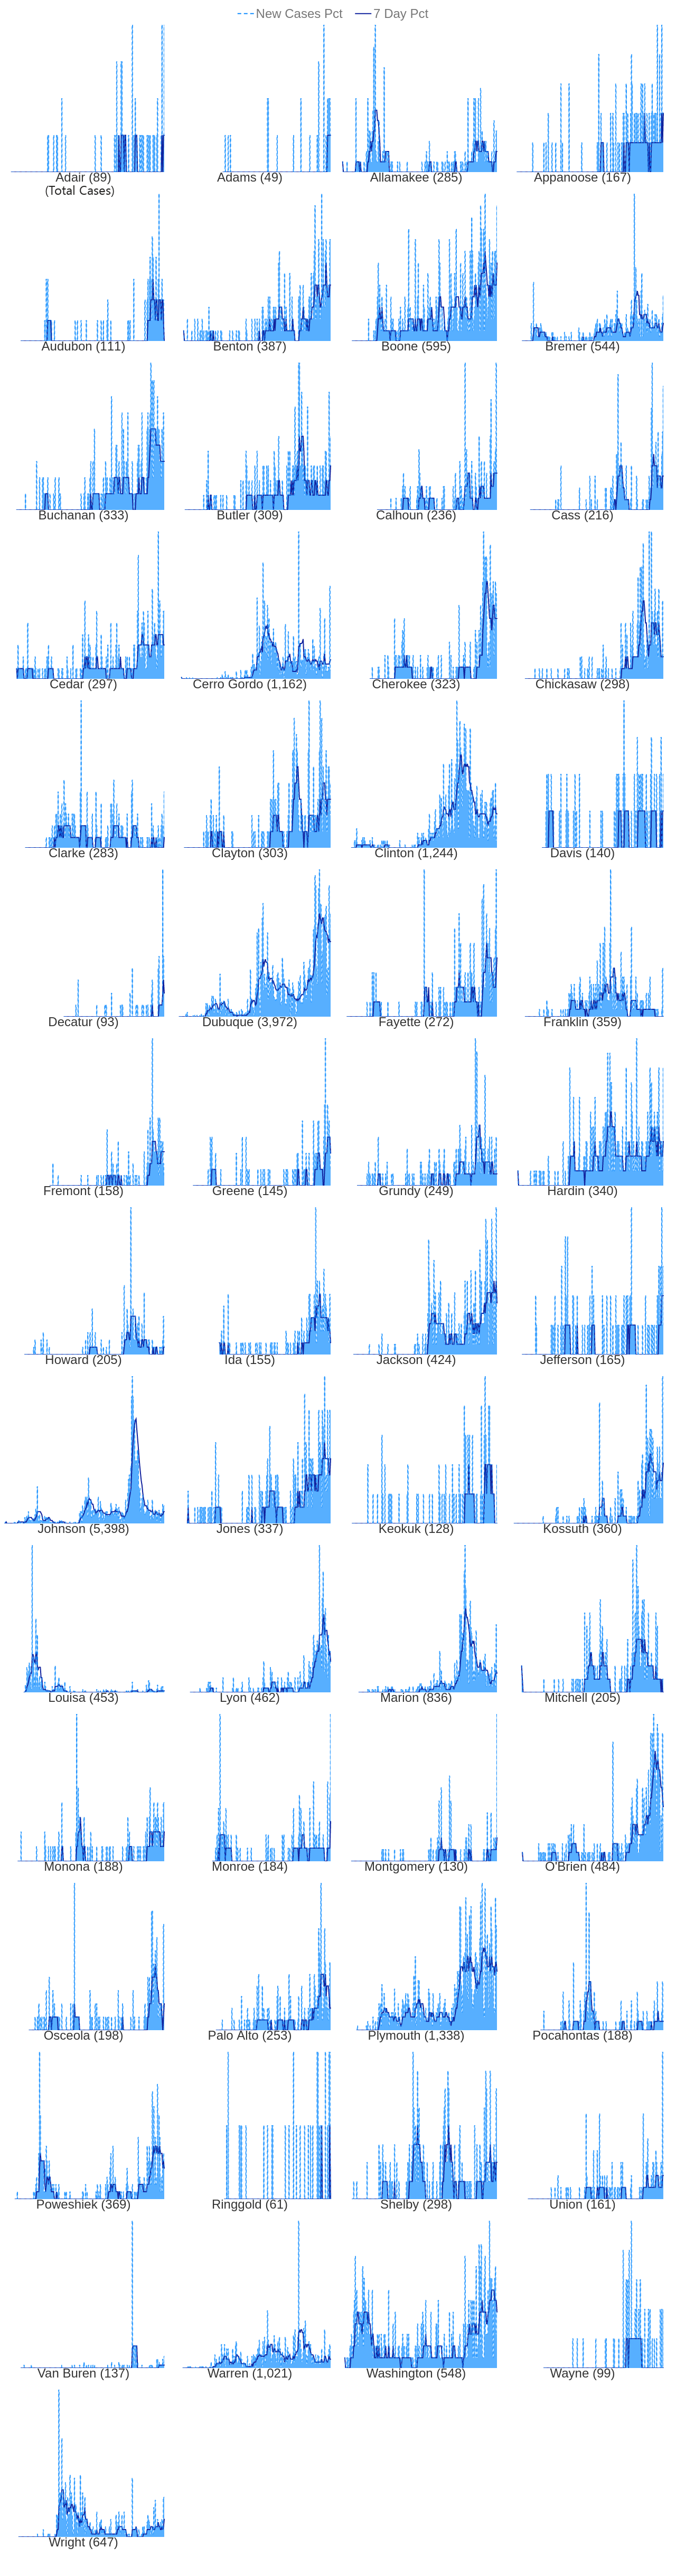 New Cases Pct 7 Day Pct
Adair (89) Adams (49) Allamakee (285) Appanoose (167)
(Total Cases)
Audubon (111) Benton (387) Boone (595) Bremer (544)
Buchanan (333) Butler (309) Calhoun (236) Cass (216)
Cedar (297) Cerro Gordo (1,162) Cherokee (323) Chickasaw (298)
Clarke (283) Clayton (303) Clinton (1,244) Davis (140)
Decatur (93) Dubuque (3,972) Fayette (272) Franklin (359)
Fremont (158) Greene (145) Grundy (249) Hardin (340)
Howard (205) Ida (155) Jackson (424) Jefferson (165)
Johnson (5,398) Jones (337) Keokuk (128) Kossuth (360)
Louisa (453) Lyon (462) Marion (836) Mitchell (205)
Monona (188) Monroe (184) Montgomery (130) O'Brien (484)
Osceola (198) Palo Alto (253) Plymouth (1,338) Pocahontas (188)
Poweshiek (369) Ringgold (61) Shelby (298) Union (161)
Van Buren (137) Warren (1,021) Washington (548) Wayne (99)
Wright (647)